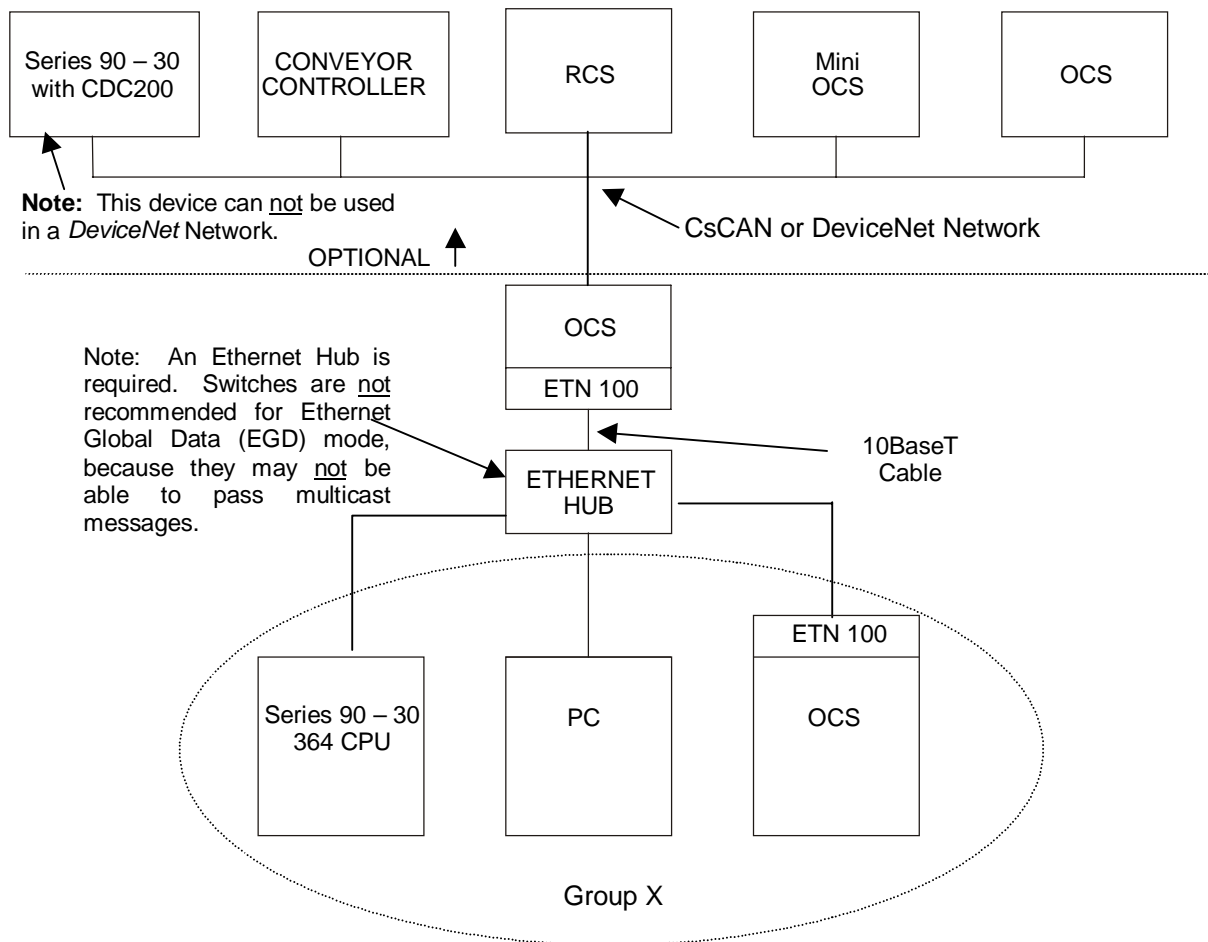 Series 90 – 30
with CDC200
CONVEYOR
CONTROLLER
RCS
Mini
OCS
OCS
Note: This device can not be used
in a DeviceNet Network.
CsCAN or DeviceNet Network
OPTIONAL
OCS
ETN 100
Note: An Ethernet Hub is
required. Switches are not
recommended for Ethernet
Global Data (EGD) mode,
because they may not be
able to pass multicast
messages.
10BaseT
Cable
ETHERNET
HUB
ETN 100
Series 90 – 30
364 CPU
PC
OCS
Group X